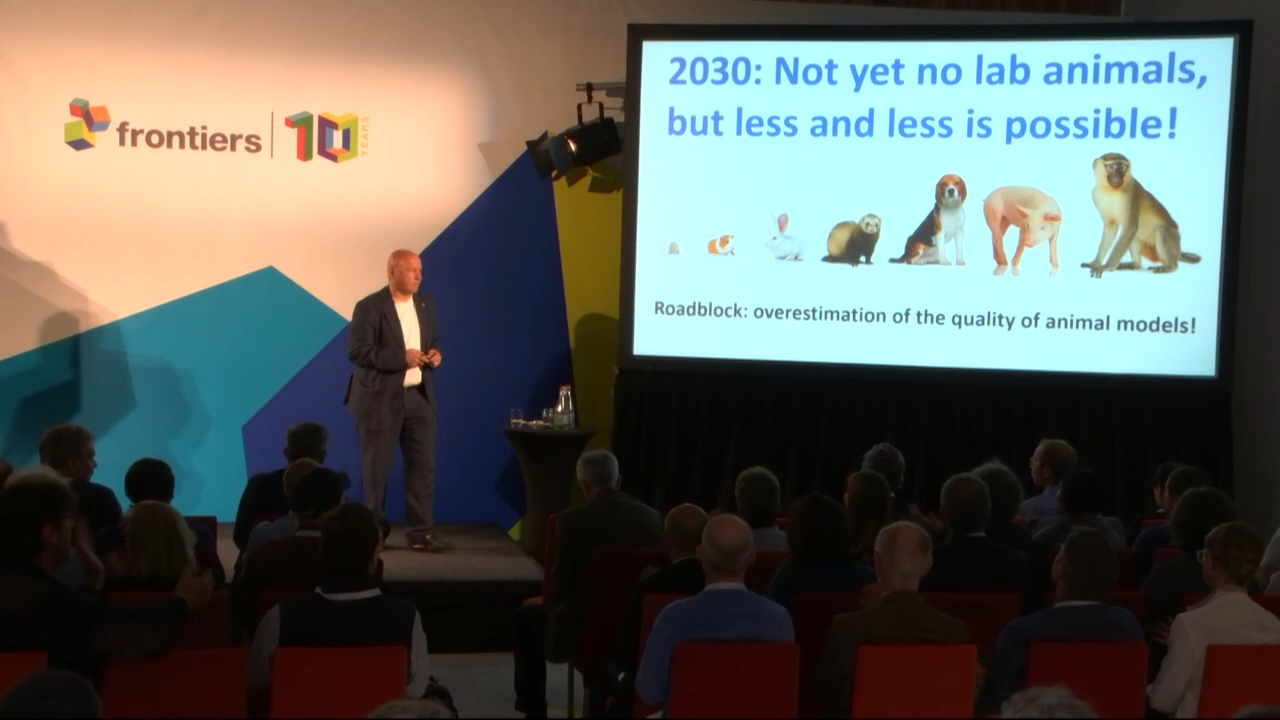 frontiers
10
YEARS
2030: Not yet no lab animals,
but less and less is possible!
Roadblock: overestimation of the quality of animal models!